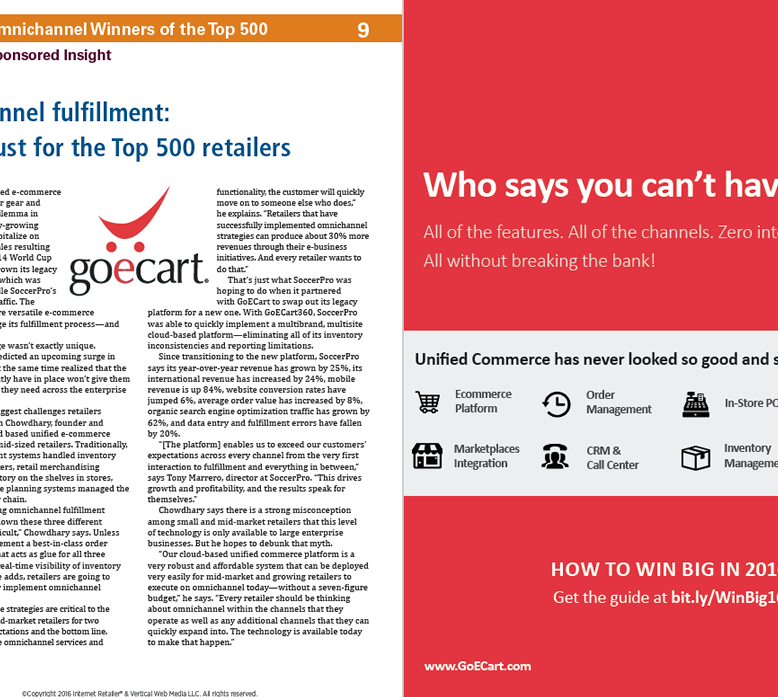 mnichannel Winners of the Top 500
9
onsored Insight
nnel fulfillment:
ust for the Top 500 retailers
ed e-commerce
r gear and
ilemma in
y-growing
pitalize on
les resulting
14 World Cup
rown its legacy
which was
le SoccerPro's
affic. The
re versatile e-commerce
ge its fulfillment process—and
ge wasn't exactly unique.
edicted an upcoming surge in
t the same time realized that the
tly have in place won't give them
they need across the enterprise
ggest challenges retailers
n Chowdhary, founder and
d based unified e-commerce
mid-sized retailers. Traditionally,
nt systems handled inventory
ers, retail merchandising
tory on the shelves in stores,
e planning systems managed the
y chain.
ng omnichannel fulfillment
down these three different
icult," Chowdhary says. Unless
ement a best-in-class order
hat acts as glue for all three
real-time visibility of inventory
e adds, retailers are going to
y implement omnichannel
e strategies are critical to the
d-market retailers for two
ctations and the bottom line.
e omnichannel services and
goecart®
functionality, the customer will quickly
move on to someone else who does,"
he explains. "Retailers that have
successfully implemented omnichannel
strategies can produce about 30% more
revenues through their e-business
initiatives. And every retailer wants to
do that."
That's just what SoccerPro was
hoping to do when it partnered
with GoECart to swap out its legacy
platform for a new one. With GoECart360, SoccerPro
was able to quickly implement a multibrand, multisite
cloud-based platform—eliminating all of its inventory
inconsistencies and reporting limitations.
Since transitioning to the new platform, SoccerPro
says its year-over-year revenue has grown by 25%, its
international revenue has increased by 24%, mobile
revenue is up 84%, website conversion rates have
jumped 6%, average order value has increased by 8%,
organic search engine optimization traffic has grown by
62%, and data entry and fulfillment errors have fallen
by 20%.
"[The platform] enables us to exceed our customers'
expectations across every channel from the very first
interaction to fulfillment and everything in between,"
says Tony Marrero, director at SoccerPro. "This drives
growth and profitability, and the results speak for
themselves."
Chowdhary says there is a strong misconception
among small and mid-market retailers that this level
of technology is only available to large enterprise
businesses. But he hopes to debunk that myth.
"Our cloud-based unified commerce platform is a
very robust and affordable system that can be deployed
very easily for mid-market and growing retailers to
execute on omnichannel today—without a seven-figure
budget," he says. "Every retailer should be thinking
about omnichannel within the channels that they
operate as well as any additional channels that they can
quickly expand into. The technology is available today
to make that happen."
©Copyright 2016 Internet Retailer® & Vertical Web Media LLC. All rights reserved.
Who says you can't hav
All of the features. All of the channels. Zero int
All without breaking the bank!
Unified Commerce has never looked so good and s
Ecommerce
Platform
Order
Management
In-Store PO
Marketplaces
Integration
CRM &
Call Center
Inventory
Manageme
HOW TO WIN BIG IN 201
Get the guide at bit.ly/WinBig1
www.GoECart.com